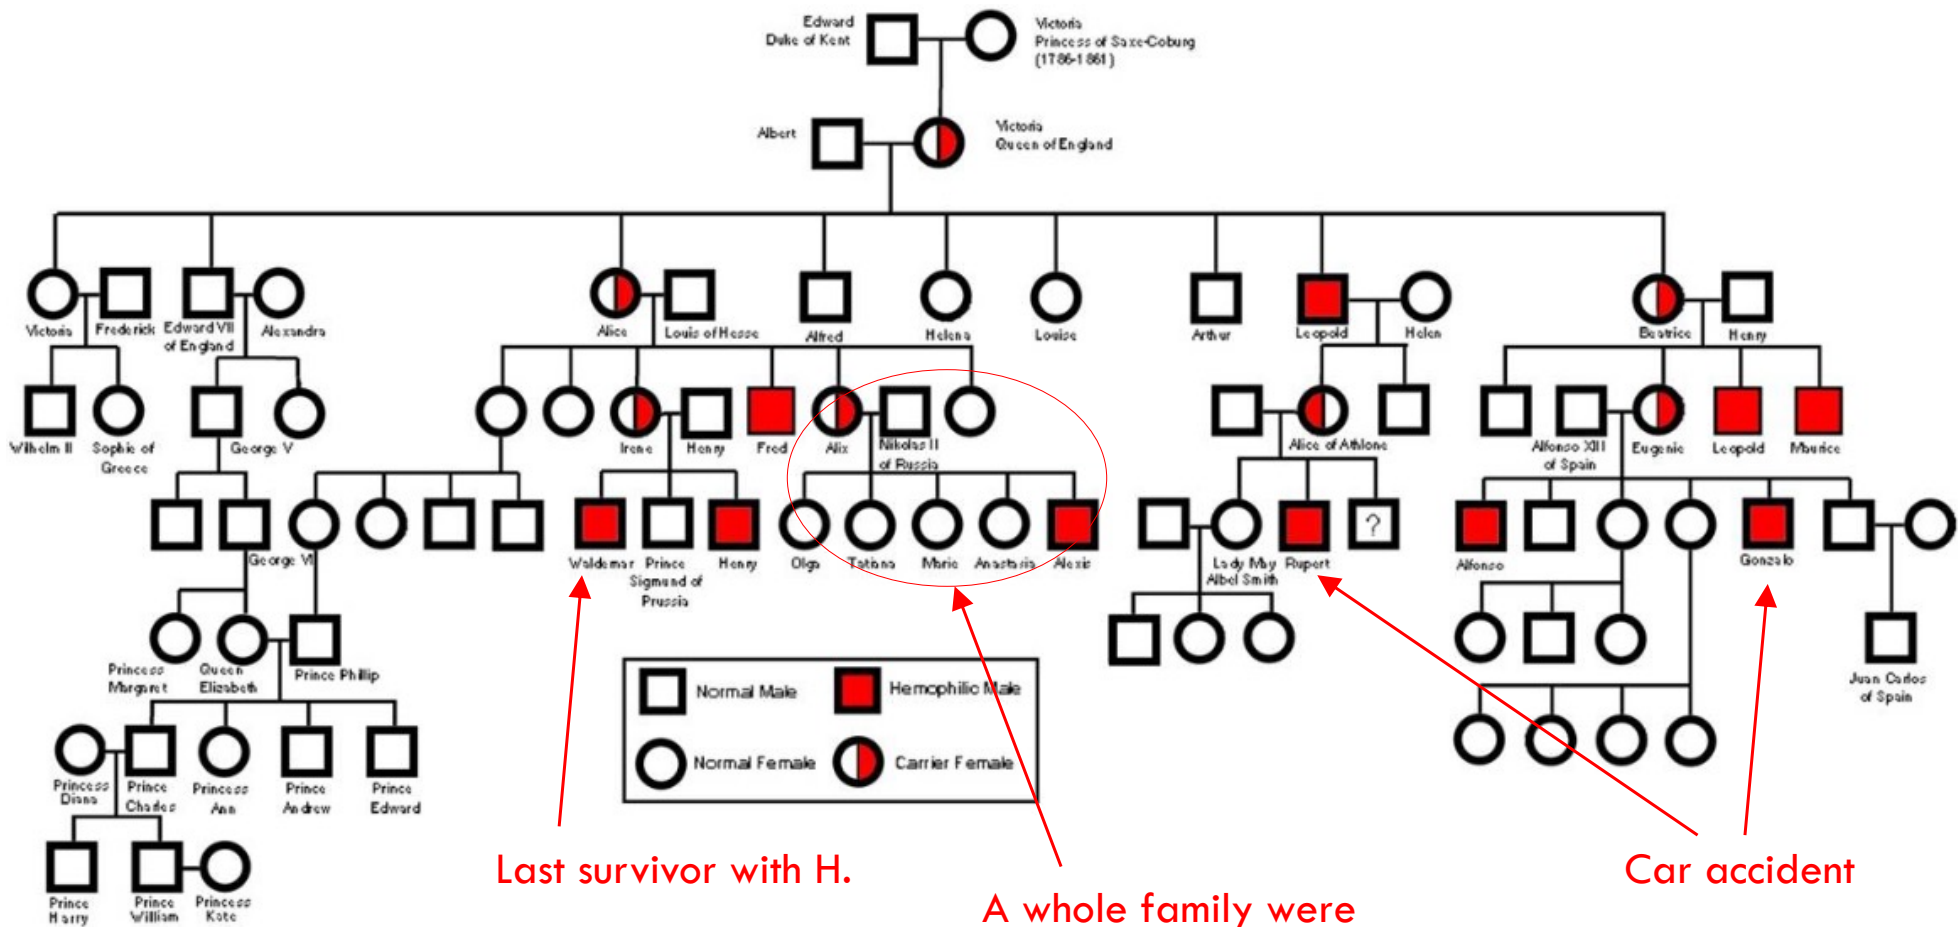 Edward
Duke of Kent
Victoria
Princess of Saxe-Coburg
(1786-1861)
Albert
Victoria
Queen of England
Victoria
Frederick
Edward VII
of England
Alexandra
Alice
Louis of Hesse
Alfred
Helena
Louise
Arthur
Leopold
Helen
Beatrice
Henry
Wilhelm II
Sophie of
Greece
George V
Irene
Henry
Fred
Alix
Nikolas II
of Russia
Alice of Athlone
Alfonso XIII
of Spain
Eugenie
Leopold
Maurice
George VI
Waldemar
Prince
Sigmund of
Prussia
Henry
Olga
Tatiana
Marie
Anastasia
Alexis
Lady May
Abel Smith
Rupert
?
Alfonso
Gonzalo
Princess
Margaret
Queen
Elizabeth
Prince Phillip
Juan Carlos
of Spain
Normal Male
Hemophilic Male
Normal Female
Carrier Female
Princess
Diana
Prince
Charles
Princess
Ann
Prince
Andrew
Prince
Edward
Prince
Harry
Prince
William
Princess
Kate
Last survivor with H.
A whole family were
Car accident